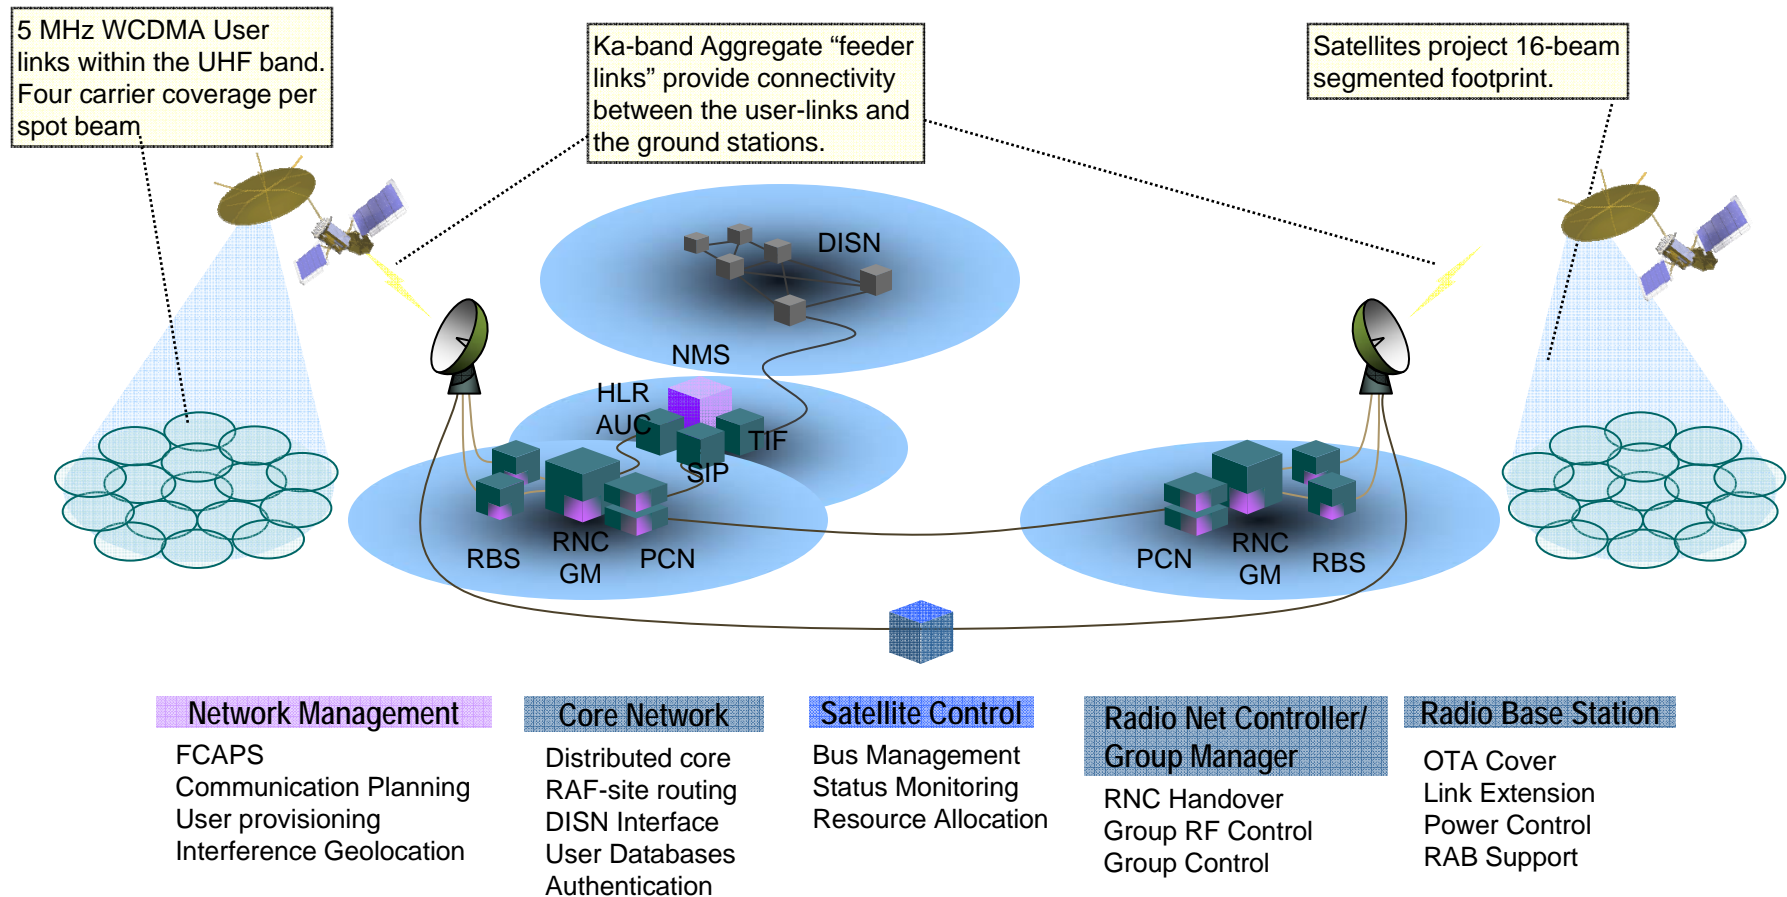 5 MHz WCDMA User
links within the UHF band.
Four carrier coverage per
spot beam
Ka-band Aggregate “feeder
links” provide connectivity
between the user-links and
the ground stations.
Satellites project 16-beam
segmented footprint.
DISN
NMS
HLR
AUC
TIF
SIP
RBS
RNC
GM
PCN
PCN
RNC
GM
RBS
Network Management
FCAPS
Communication Planning
User provisioning
Interference Geolocation
Core Network
Distributed core
RAF-site routing
DISN Interface
User Databases
Authentication
Satellite Control
Bus Management
Status Monitoring
Resource Allocation
Radio Net Controller/
Group Manager
RNC Handover
Group RF Control
Group Control
Radio Base Station
OTA Cover
Link Extension
Power Control
RAB Support